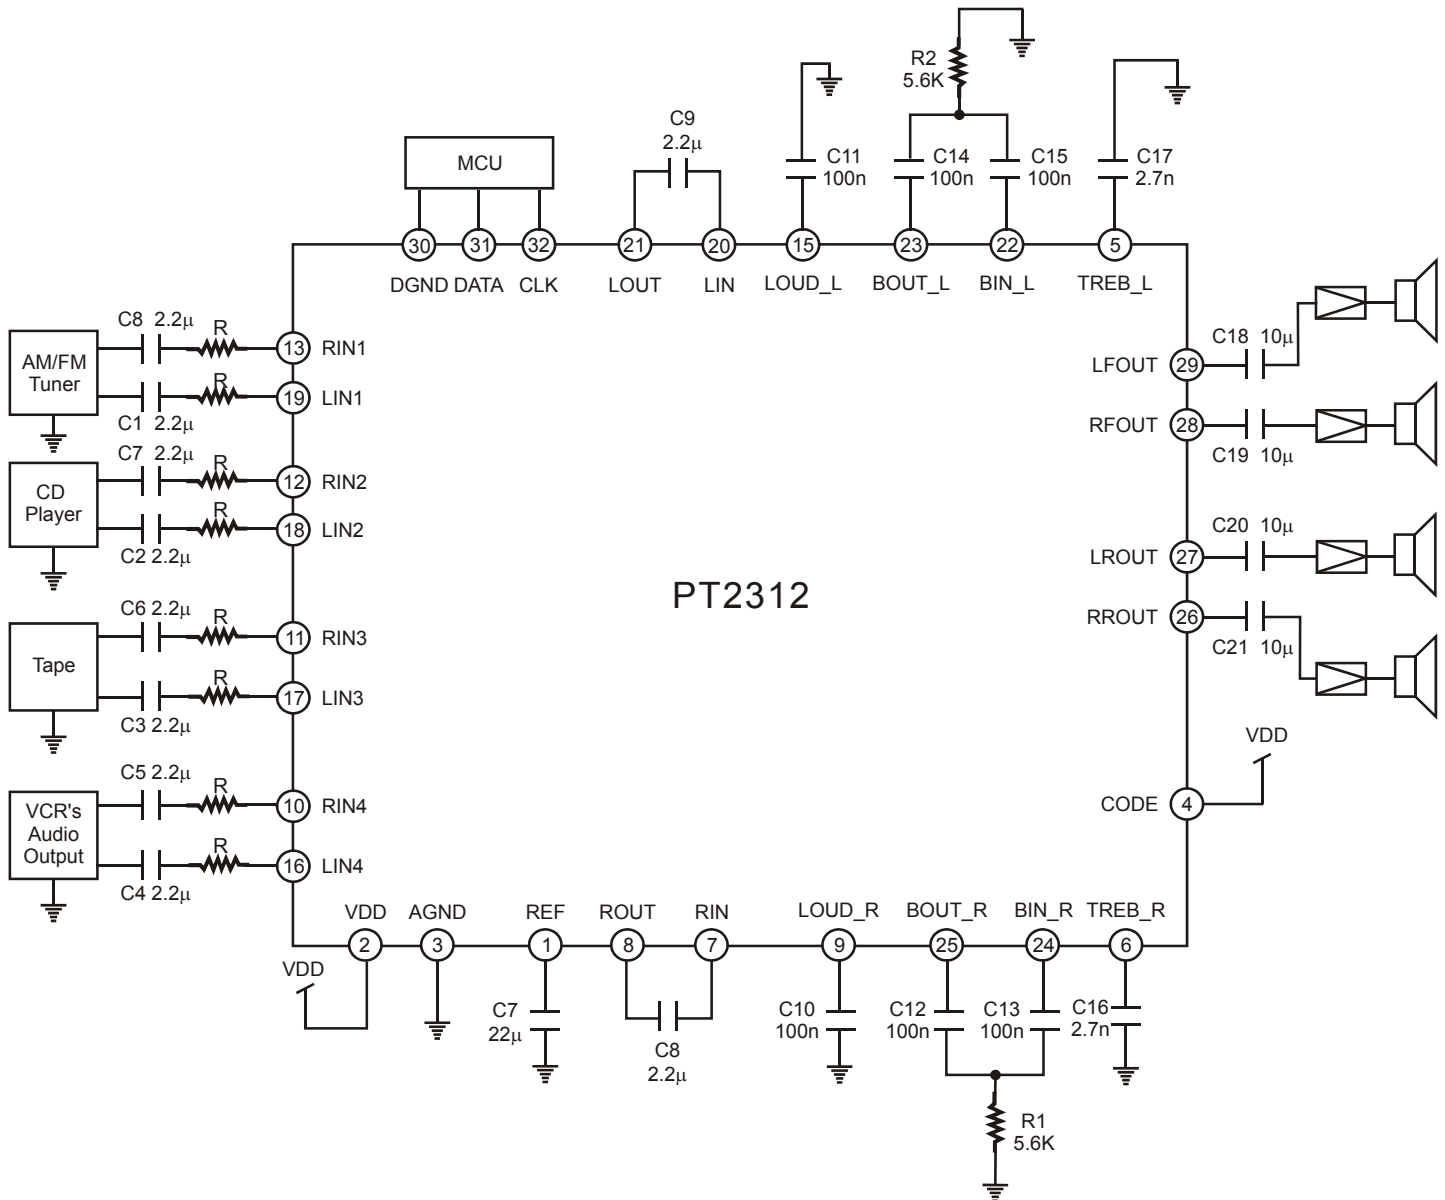 R2
5.6K
C9
2.2μ
MCU
C11
100n
C14
100n
C15
100n
C17
2.7n
30
31
32
21
20
15
23
22
5
DGND DATA CLK
LOUT
LIN
LOUD_L
BOUT_L
BIN_L
TREB_L
AM/FM
Tuner
C8 2.2μ
R
13
RIN1
R
19
LIN1
C1 2.2μ
CD
Player
C7 2.2μ
R
12
RIN2
R
18
LIN2
C2 2.2μ
Tape
C6 2.2μ
R
11
RIN3
R
17
LIN3
C3 2.2μ
VCR's
Audio
Output
C5 2.2μ
R
10
RIN4
R
16
LIN4
C4 2.2μ
PT2312
LFOUT
29
C18 10μ
RFOUT
28
C19 10μ
LROUT
27
C20 10μ
RROUT
26
C21 10μ
VDD
CODE
4
VDD
AGND
REF
ROUT
RIN
LOUD_R
BOUT_R
BIN_R
TREB_R
2
3
1
8
7
9
25
24
6
VDD
C7
22μ
C8
2.2μ
C10
100n
C12
100n
C13
100n
C16
2.7n
R1
5.6K